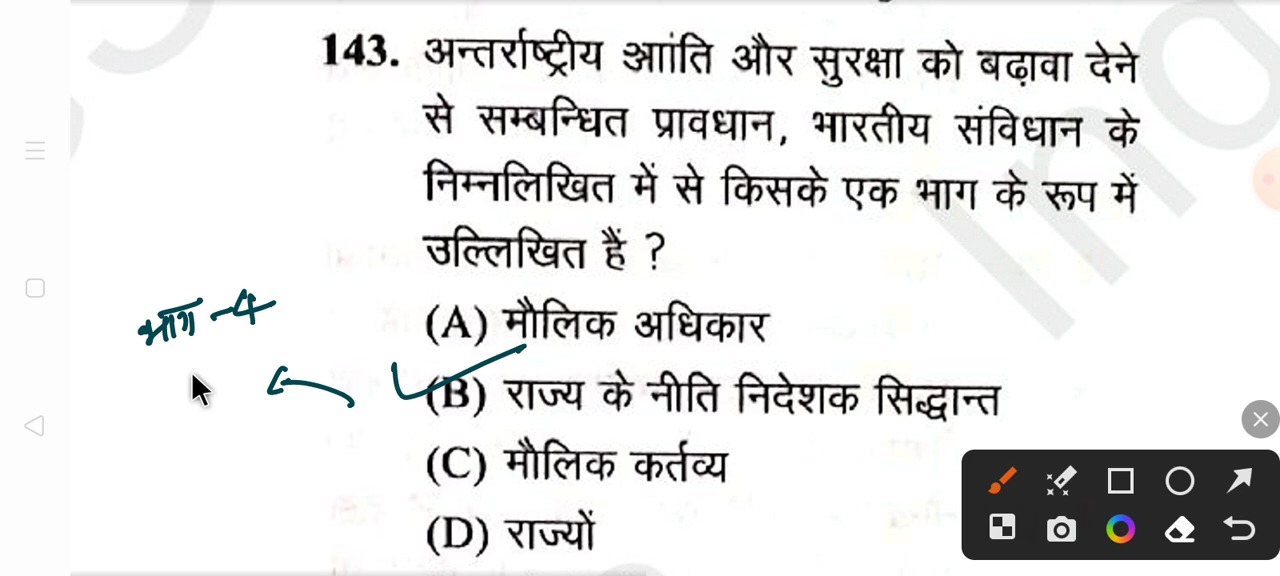 143. अन्तर्राष्ट्रीय शांति और सुरक्षा को बढ़ावा देने
से सम्बन्धित प्रावधान, भारतीय संविधान के
निम्नलिखित में से किसके एक भाग के रूप में
उल्लिखित हैं ?
(A) मौलिक अधिकार
भाग -4
(B) राज्य के नीति निदेशक सिद्धान्त
(C) मौलिक कर्तव्य
(D) राज्यों